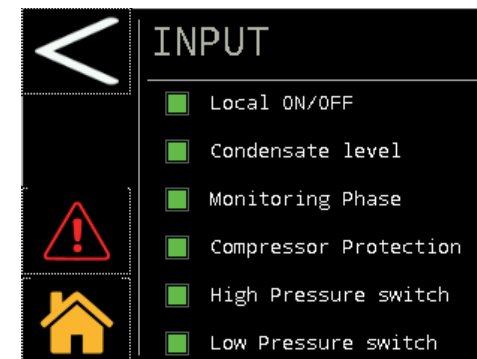 INPUT
Local ON/OFF
Condensate level
Monitoring Phase
Compressor Protection
High Pressure switch
Low Pressure switch